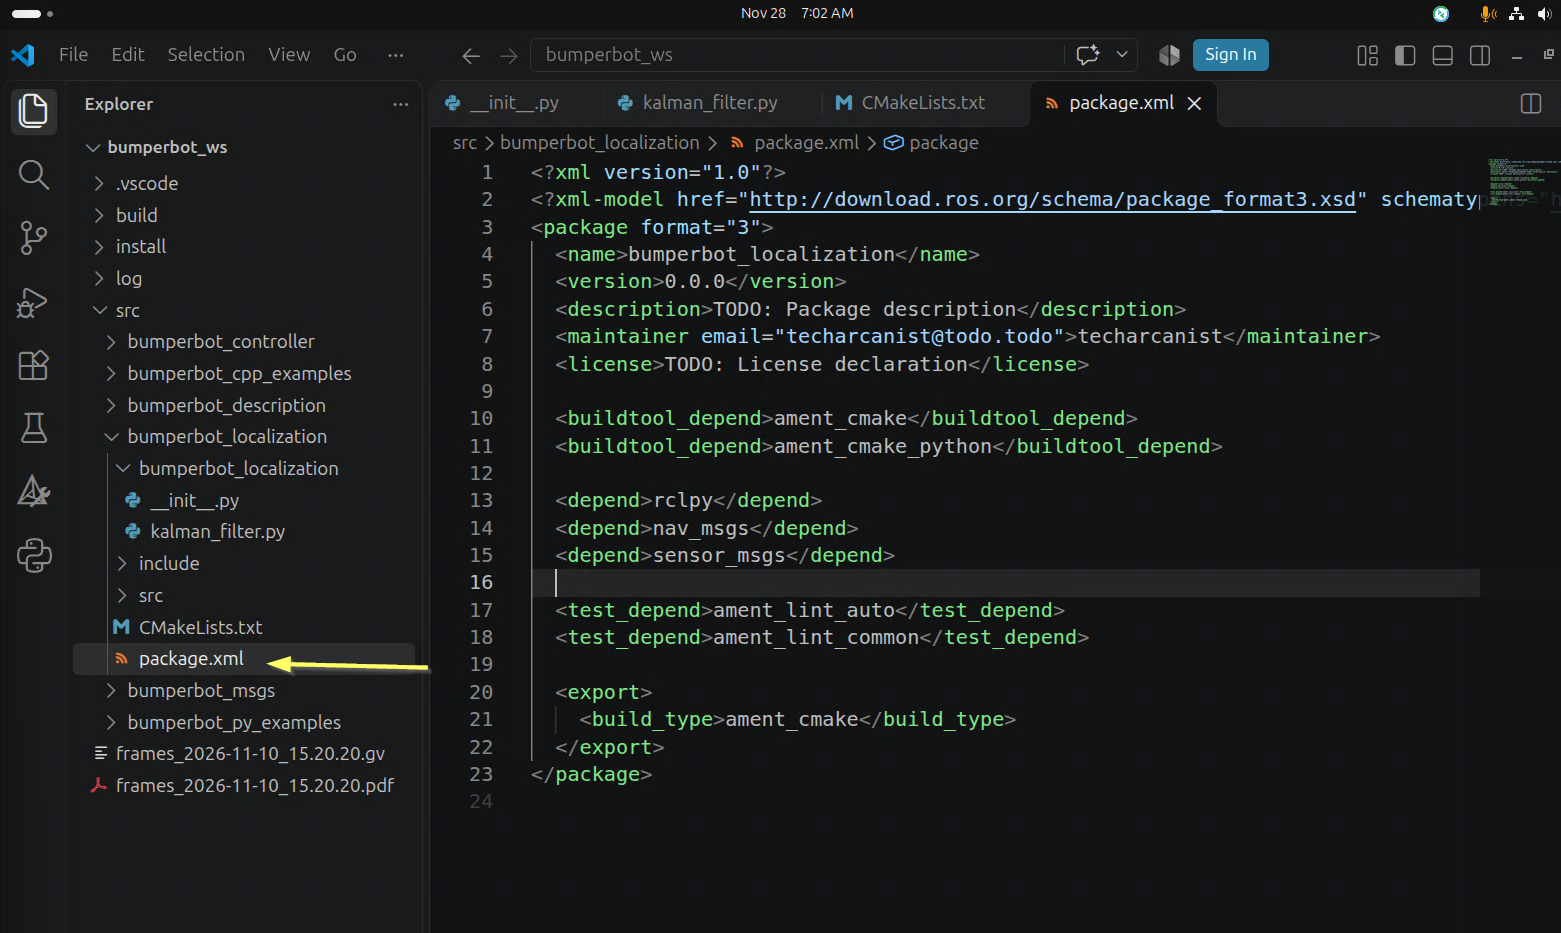 Nov 28 7:02 AM
File Edit Selection View Go ···
bumperbot_ws
Sign In
Explorer ···
bumperbot_ws
.vscode
build
install
log
src
bumperbot_controller
bumperbot_cpp_examples
bumperbot_description
bumperbot_localization
bumperbot_localization
__init__.py
kalman_filter.py
include
src
CMakeLists.txt
package.xml
bumperbot_msgs
bumperbot_py_examples
frames_2026-11-10_15.20.20.gv
frames_2026-11-10_15.20.20.pdf
__init__.py kalman_filter.py CMakeLists.txt package.xml
src > bumperbot_localization > package.xml > package
1 <?xml version="1.0"?>
2 <?xml-model href="http://download.ros.org/schema/package_format3.xsd" schematy
3 <package format="3">
4 <name>bumperbot_localization</name>
5 <version>0.0.0</version>
6 <description>TODO: Package description</description>
7 <maintainer email="techarcanist@todo.todo">techarcanist</maintainer>
8 <license>TODO: License declaration</license>
9
10 <buildtool_depend>ament_cmake</buildtool_depend>
11 <buildtool_depend>ament_cmake_python</buildtool_depend>
12
13 <depend>rclpy</depend>
14 <depend>nav_msgs</depend>
15 <depend>sensor_msgs</depend>
16
17 <test_depend>ament_lint_auto</test_depend>
18 <test_depend>ament_lint_common</test_depend>
19
20 <export>
21 <build_type>ament_cmake</build_type>
22 </export>
23 </package>
24